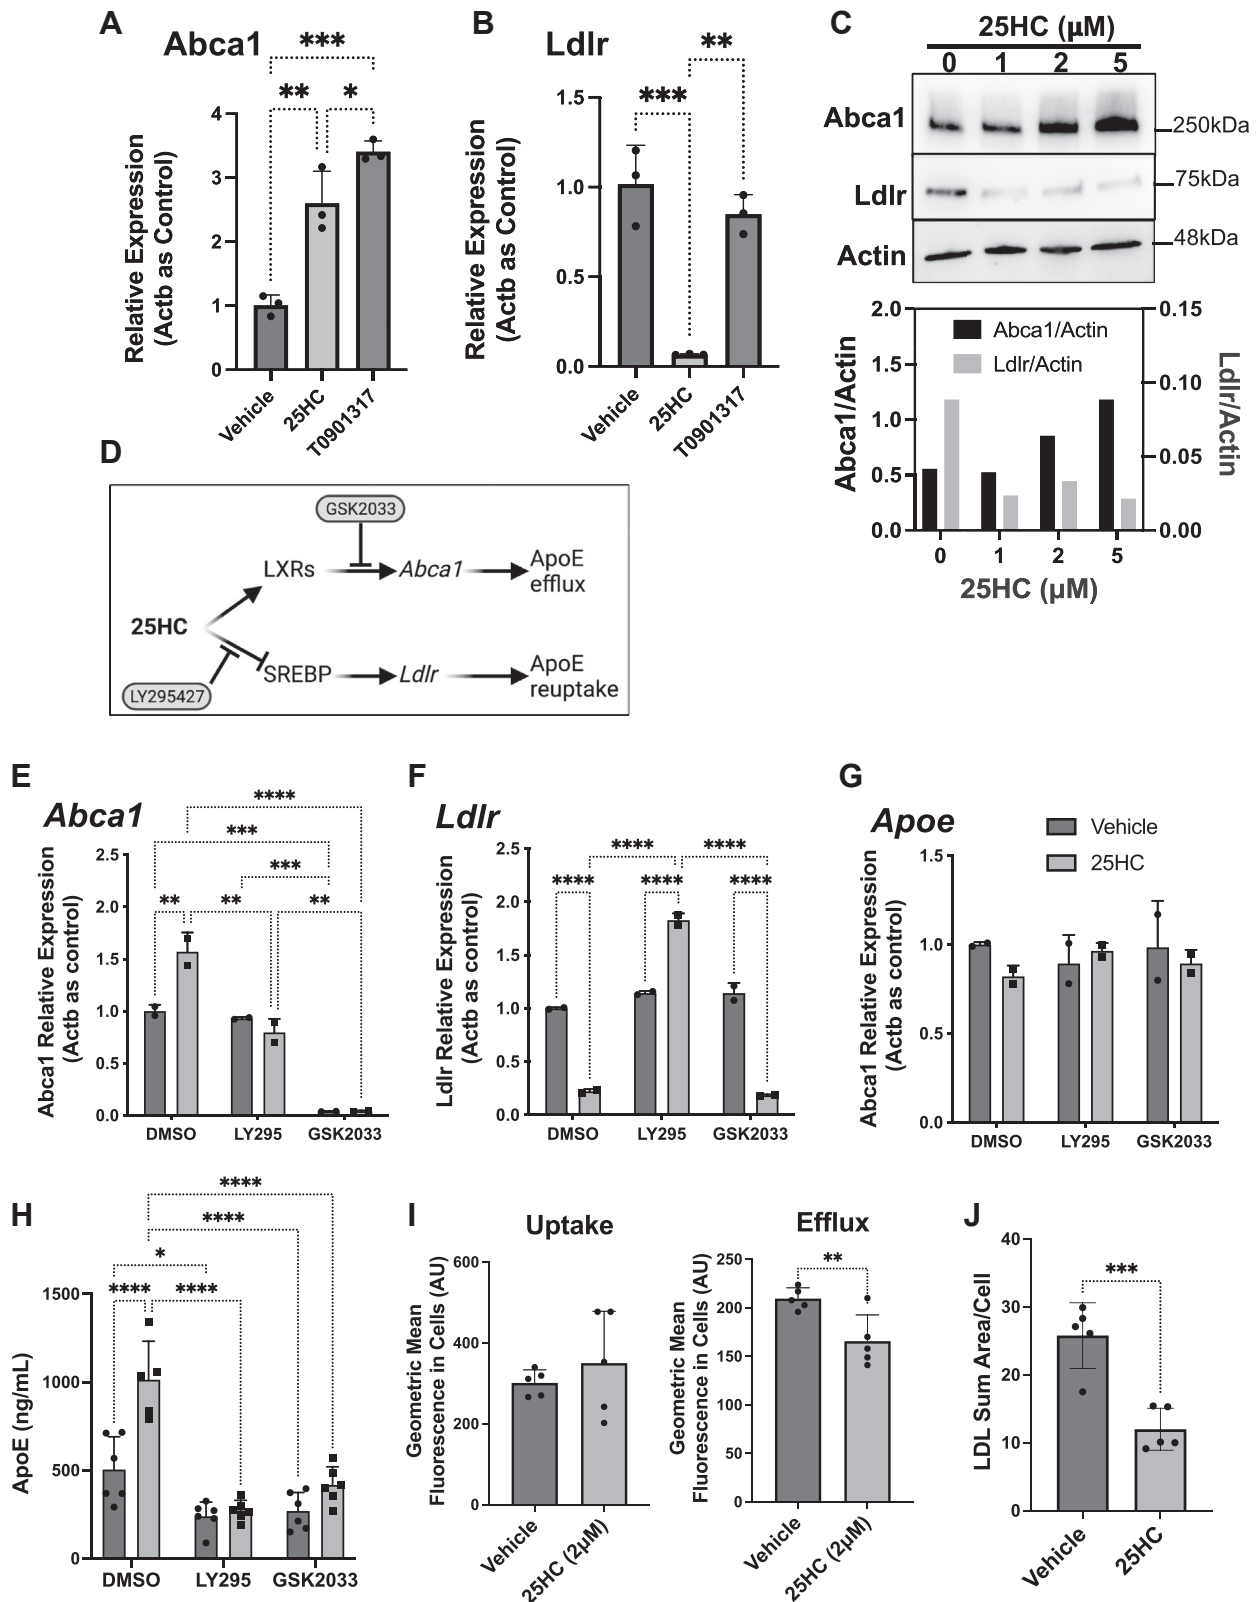 A
Abca1
***
**
*
Relative Expression
(Actb as Control)
4
3
2
1
0
Vehicle
25HC
T0901317
B
Ldlr
**
***
Relative Expression
(Actb as Control)
1.5
1.0
0.5
0.0
Vehicle
25HC
T0901317
C
25HC (µM)
0 1 2 5
Abca1
250kDa
Ldlr
75kDa
Actin
48kDa
Abca1/Actin
2.0
1.5
1.0
0.5
0.0
Abca1/Actin
Ldlr/Actin
0.15
0.10
0.05
0.00
Ldlr/Actin
0 1 2 5
25HC (µM)
D
GSK2033
LXRs
Abca1
ApoE
efflux
25HC
SREBP
Ldlr
ApoE
reuptake
LY295427
E
Abca1
****
***
***
** ** **
Abca1 Relative Expression
(Actb as control)
2.5
2.0
1.5
1.0
0.5
0.0
DMSO LY295 GSK2033
F
Ldlr
**** ****
**** **** ****
Ldlr Relative Expression
(Actb as control)
2.5
2.0
1.5
1.0
0.5
0.0
DMSO LY295 GSK2033
G
Apoe
Vehicle
25HC
Abca1 Relative Expression
(Actb as control)
1.5
1.0
0.5
0.0
DMSO LY295 GSK2033
H
****
****
*
**** ****
ApoE (ng/mL)
1500
1000
500
0
DMSO LY295 GSK2033
I
Uptake
Geometric Mean
Fluorescence in Cells (AU)
600
400
200
0
Vehicle
25HC (2µM)
Efflux
**
Geometric Mean
Fluorescence in Cells (AU)
250
200
150
100
50
0
Vehicle
25HC (2µM)
J
***
LDL Sum Area/Cell
40
30
20
10
0
Vehicle
25HC